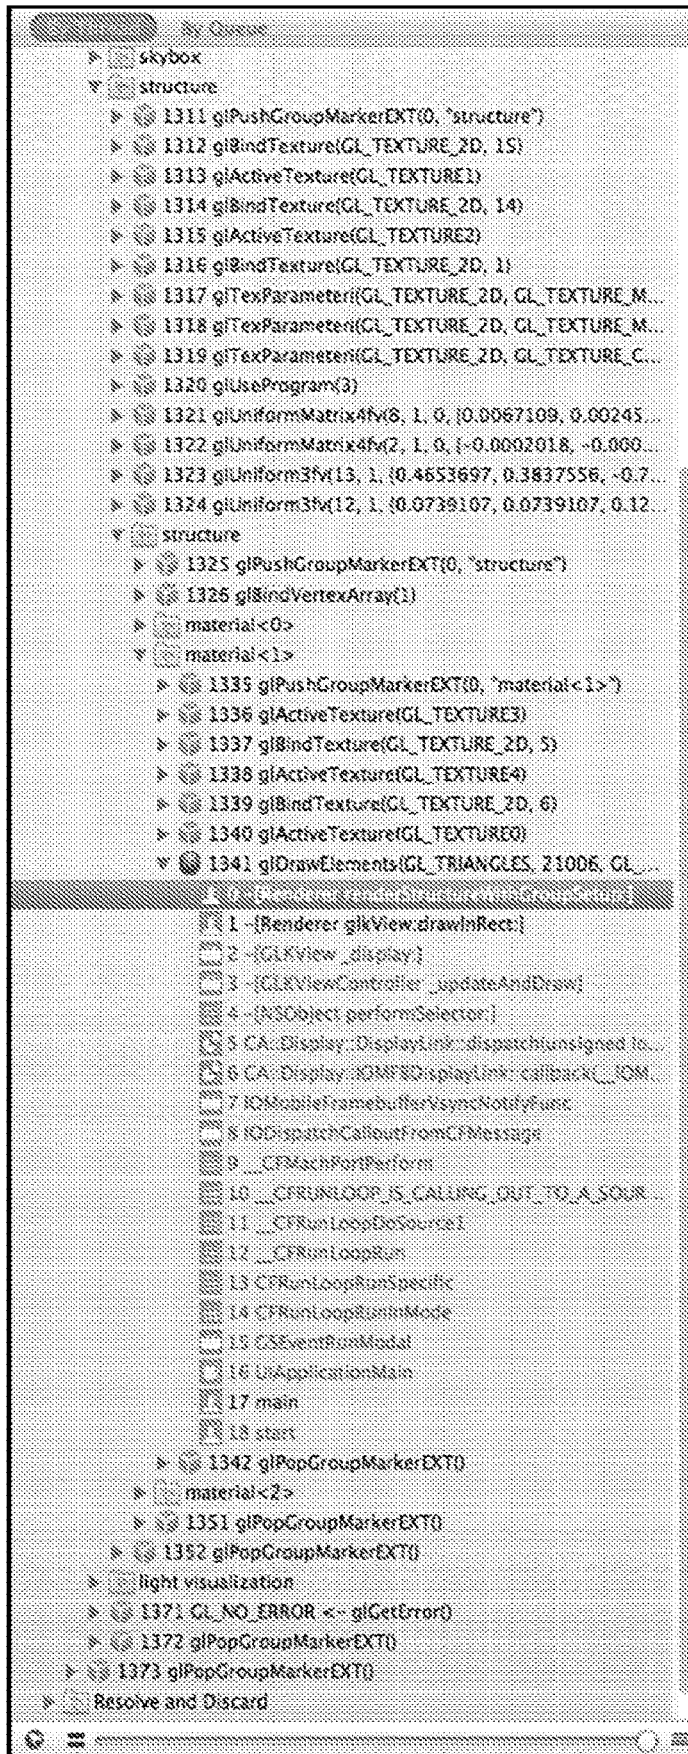 By Queue
skybox
structure
1311 glPushGroupMarkerEXT(0, "structure")
1312 glBindTexture(GL_TEXTURE_2D, 15)
1313 glActiveTexture(GL_TEXTURE1)
1314 glBindTexture(GL_TEXTURE_2D, 14)
1315 glActiveTexture(GL_TEXTURE2)
1316 glBindTexture(GL_TEXTURE_2D, 1)
1317 glTexParameteri(GL_TEXTURE_2D, GL_TEXTURE_M...
1318 glTexParameteri(GL_TEXTURE_2D, GL_TEXTURE_M...
1319 glTexParameteri(GL_TEXTURE_2D, GL_TEXTURE_C...
1320 glUseProgram(3)
1321 glUniformMatrix4fv(8, 1, 0, {0.0067109, 0.00245...
1322 glUniformMatrix4fv(2, 1, 0, {-0.0002018, -0.000...
1323 glUniform3fv(13, 1, {0.4653697, 0.3837556, -0.7...
1324 glUniform3fv(12, 1, {0.0739107, 0.0739107, 0.12...
structure
1325 glPushGroupMarkerEXT(0, "structure")
1326 glBindVertexArray(1)
material<0>
material<1>
1335 glPushGroupMarkerEXT(0, "material<1>")
1336 glActiveTexture(GL_TEXTURE3)
1337 glBindTexture(GL_TEXTURE_2D, 5)
1338 glActiveTexture(GL_TEXTURE4)
1339 glBindTexture(GL_TEXTURE_2D, 6)
1340 glActiveTexture(GL_TEXTURE0)
1341 glDrawElements(GL_TRIANGLES, 21006, GL_...
1 -[Renderer glkView:drawInRect:]
2 -[GLKView _display:]
3 -[GLKViewController _updateAndDraw]
4 -[NSObject performSelector:]
5 CA::Display::DisplayLink::dispatch(unsigned lo...
6 CA::Display::IOMFBDisplayLink::callback(__IOM...
7 IOMobileFramebufferVsyncNotifyFunc
8 IODispatchCalloutFromCFMessage
9 __CFMachPortPerform
10 __CFRUNLOOP_IS_CALLING_OUT_TO_A_SOUR...
11 __CFRunLoopDoSource1
12 __CFRunLoopRun
13 CFRunLoopRunSpecific
14 CFRunLoopRunInMode
15 GSEventRunModal
16 UIApplicationMain
17 main
18 start
1342 glPopGroupMarkerEXT()
material<2>
1351 glPopGroupMarkerEXT()
1352 glPopGroupMarkerEXT()
light visualization
1371 GL_NO_ERROR <- glGetError()
1372 glPopGroupMarkerEXT()
1373 glPopGroupMarkerEXT()
Resolve and Discard